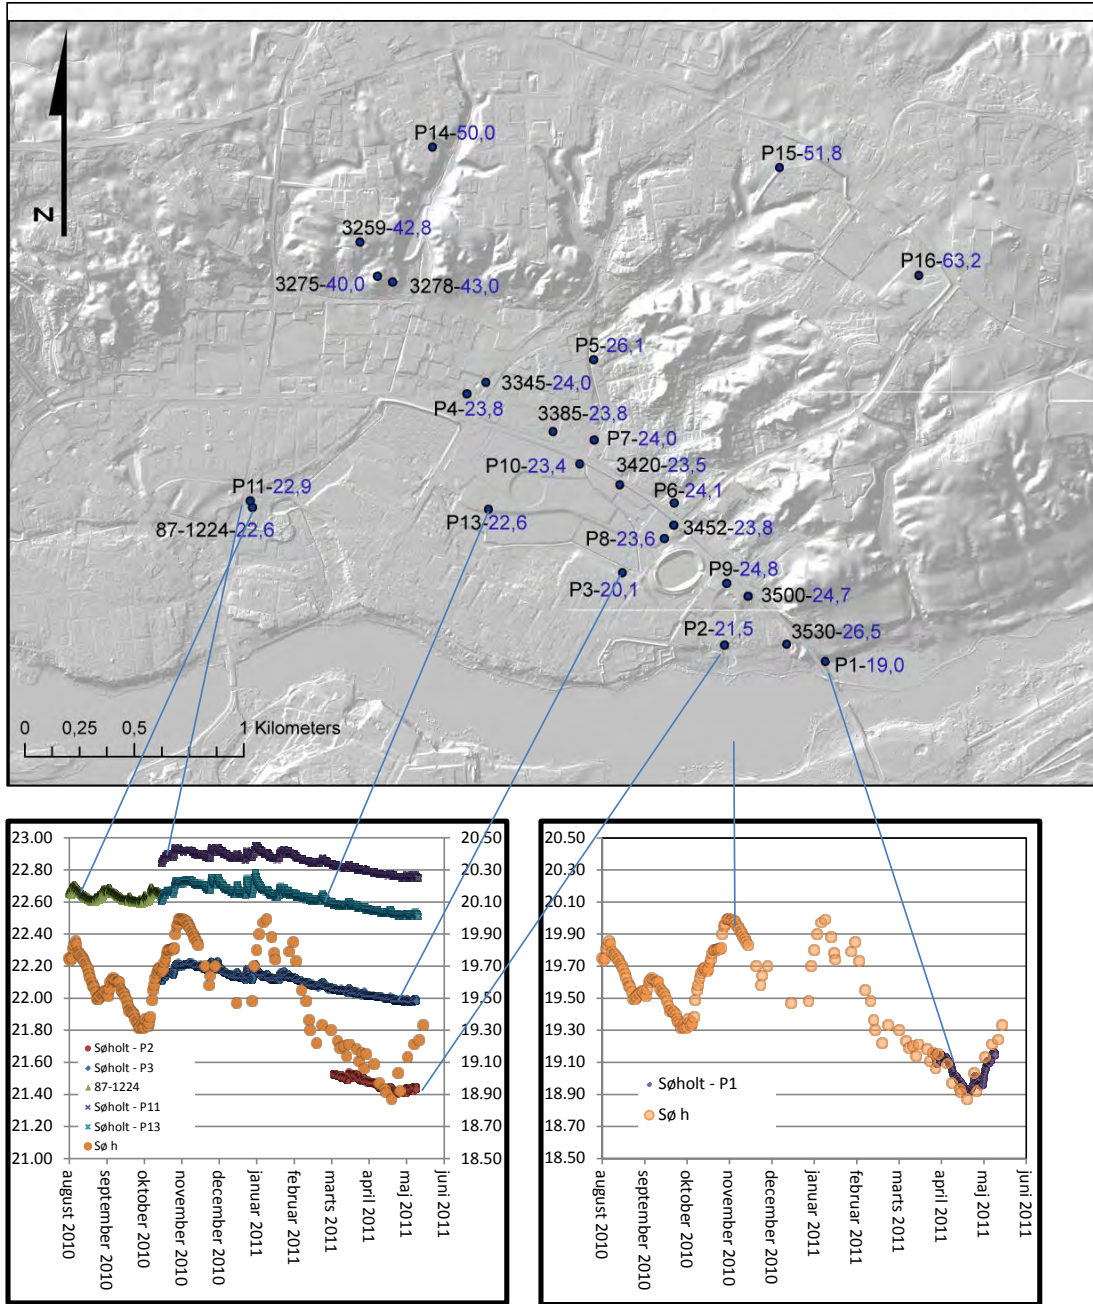 P14-50,0
P15-51,8
N
3259-42,8
P16-63,2
3275-40,0
3278-43,0
P5-26,1
3345-24,0
P4-23,8
3385-23,8
P7-24,0
P10-23,4
3420-23,5
P11-22,9
P6-24,1
P13-22,6
87-1224-22,6
3452-23,8
P8-23,6
P9-24,8
P3-20,1
3500-24,7
P2-21,5
3530-26,5
P1-19,0
0 0,25 0,5 1 Kilometers
23.00
22.80
22.60
22.40
22.20
22.00
21.80
21.60
21.40
21.20
21.00
20.50
20.30
20.10
19.90
19.70
19.50
19.30
19.10
18.90
18.70
18.50
Søholt - P2
Søholt - P3
87-1224
Søholt - P11
Søholt - P13
Sø h
august 2010
september 2010
oktober 2010
november 2010
december 2010
januar 2011
februar 2011
marts 2011
april 2011
maj 2011
juni 2011
20.50
20.30
20.10
19.90
19.70
19.50
19.30
19.10
18.90
18.70
18.50
Søholt - P1
Sø h
august 2010
september 2010
oktober 2010
november 2010
december 2010
januar 2011
februar 2011
marts 2011
april 2011
maj 2011
juni 2011